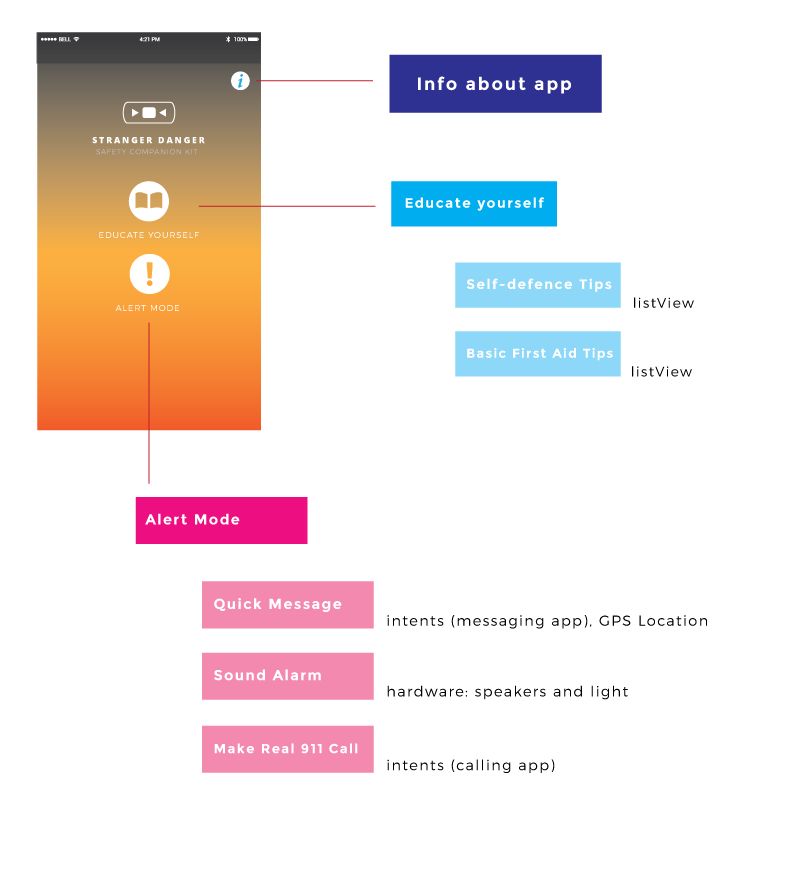 BELL 4:21 PM 100%
i
Info about app
STRANGER DANGER
SAFETY COMPANION KIT
EDUCATE YOURSELF
Educate yourself
!
ALERT MODE
Self-defence Tips
listView
Basic First Aid Tips
listView
Alert Mode
Quick Message
intents (messaging app), GPS Location
Sound Alarm
hardware: speakers and light
Make Real 911 Call
intents (calling app)